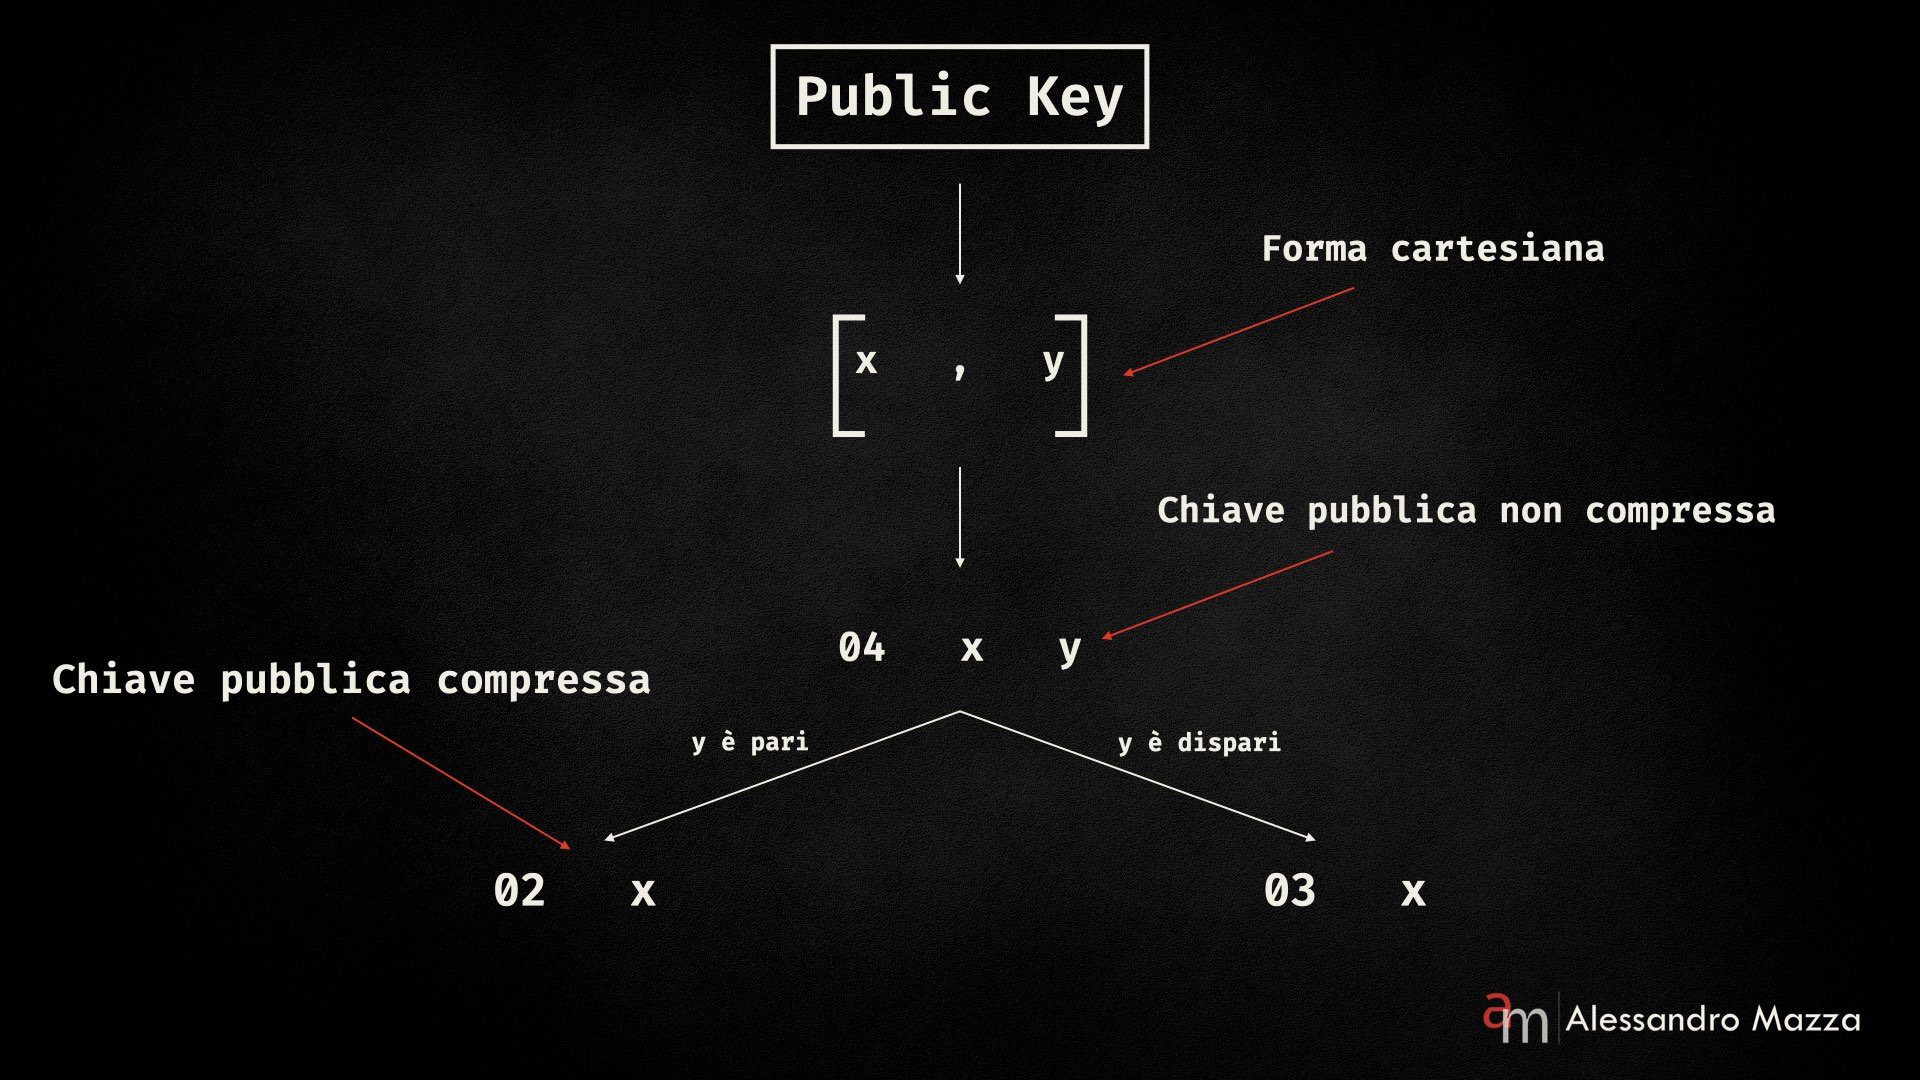 Public Key
Forma cartesiana
[x , y]
Chiave pubblica non compressa
04 x y
Chiave pubblica compressa
y è pari
y è dispari
02 x
03 x
am Alessandro Mazza